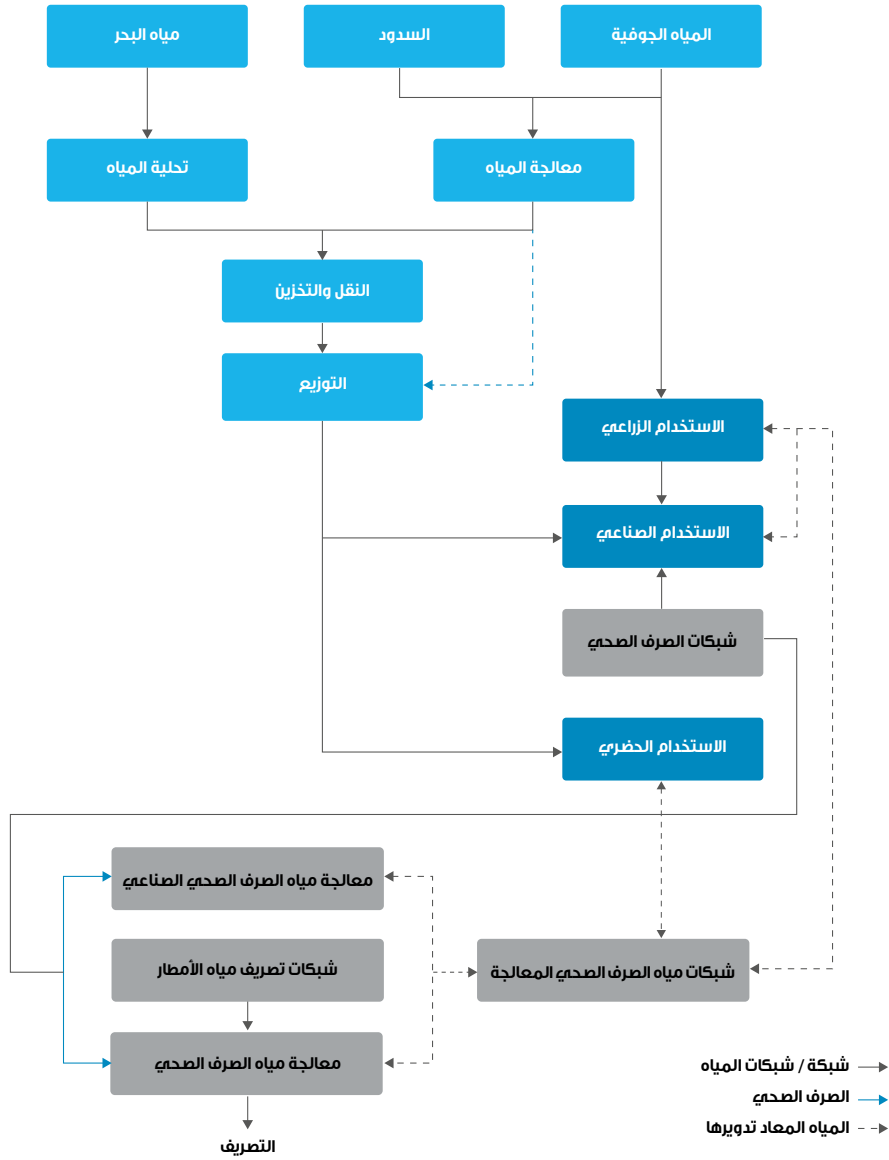 المياه الجوفية
السدود
مياه البحر
معالجة المياه
تحلية المياه
النقل والتخزين
التوزيع
الاستخدام الزراعي
الاستخدام الصناعي
شبكات الصرف الصحي
الاستخدام الحضري
معالجة مياه الصرف الصحي الصناعي
شبكات تصريف مياه الأمطار
شبكات مياه الصرف الصحي المعالجة
معالجة مياه الصرف الصحي
التصريف
شبكة / شبكات المياه
الصرف الصحي
المياه المعاد تدويرها